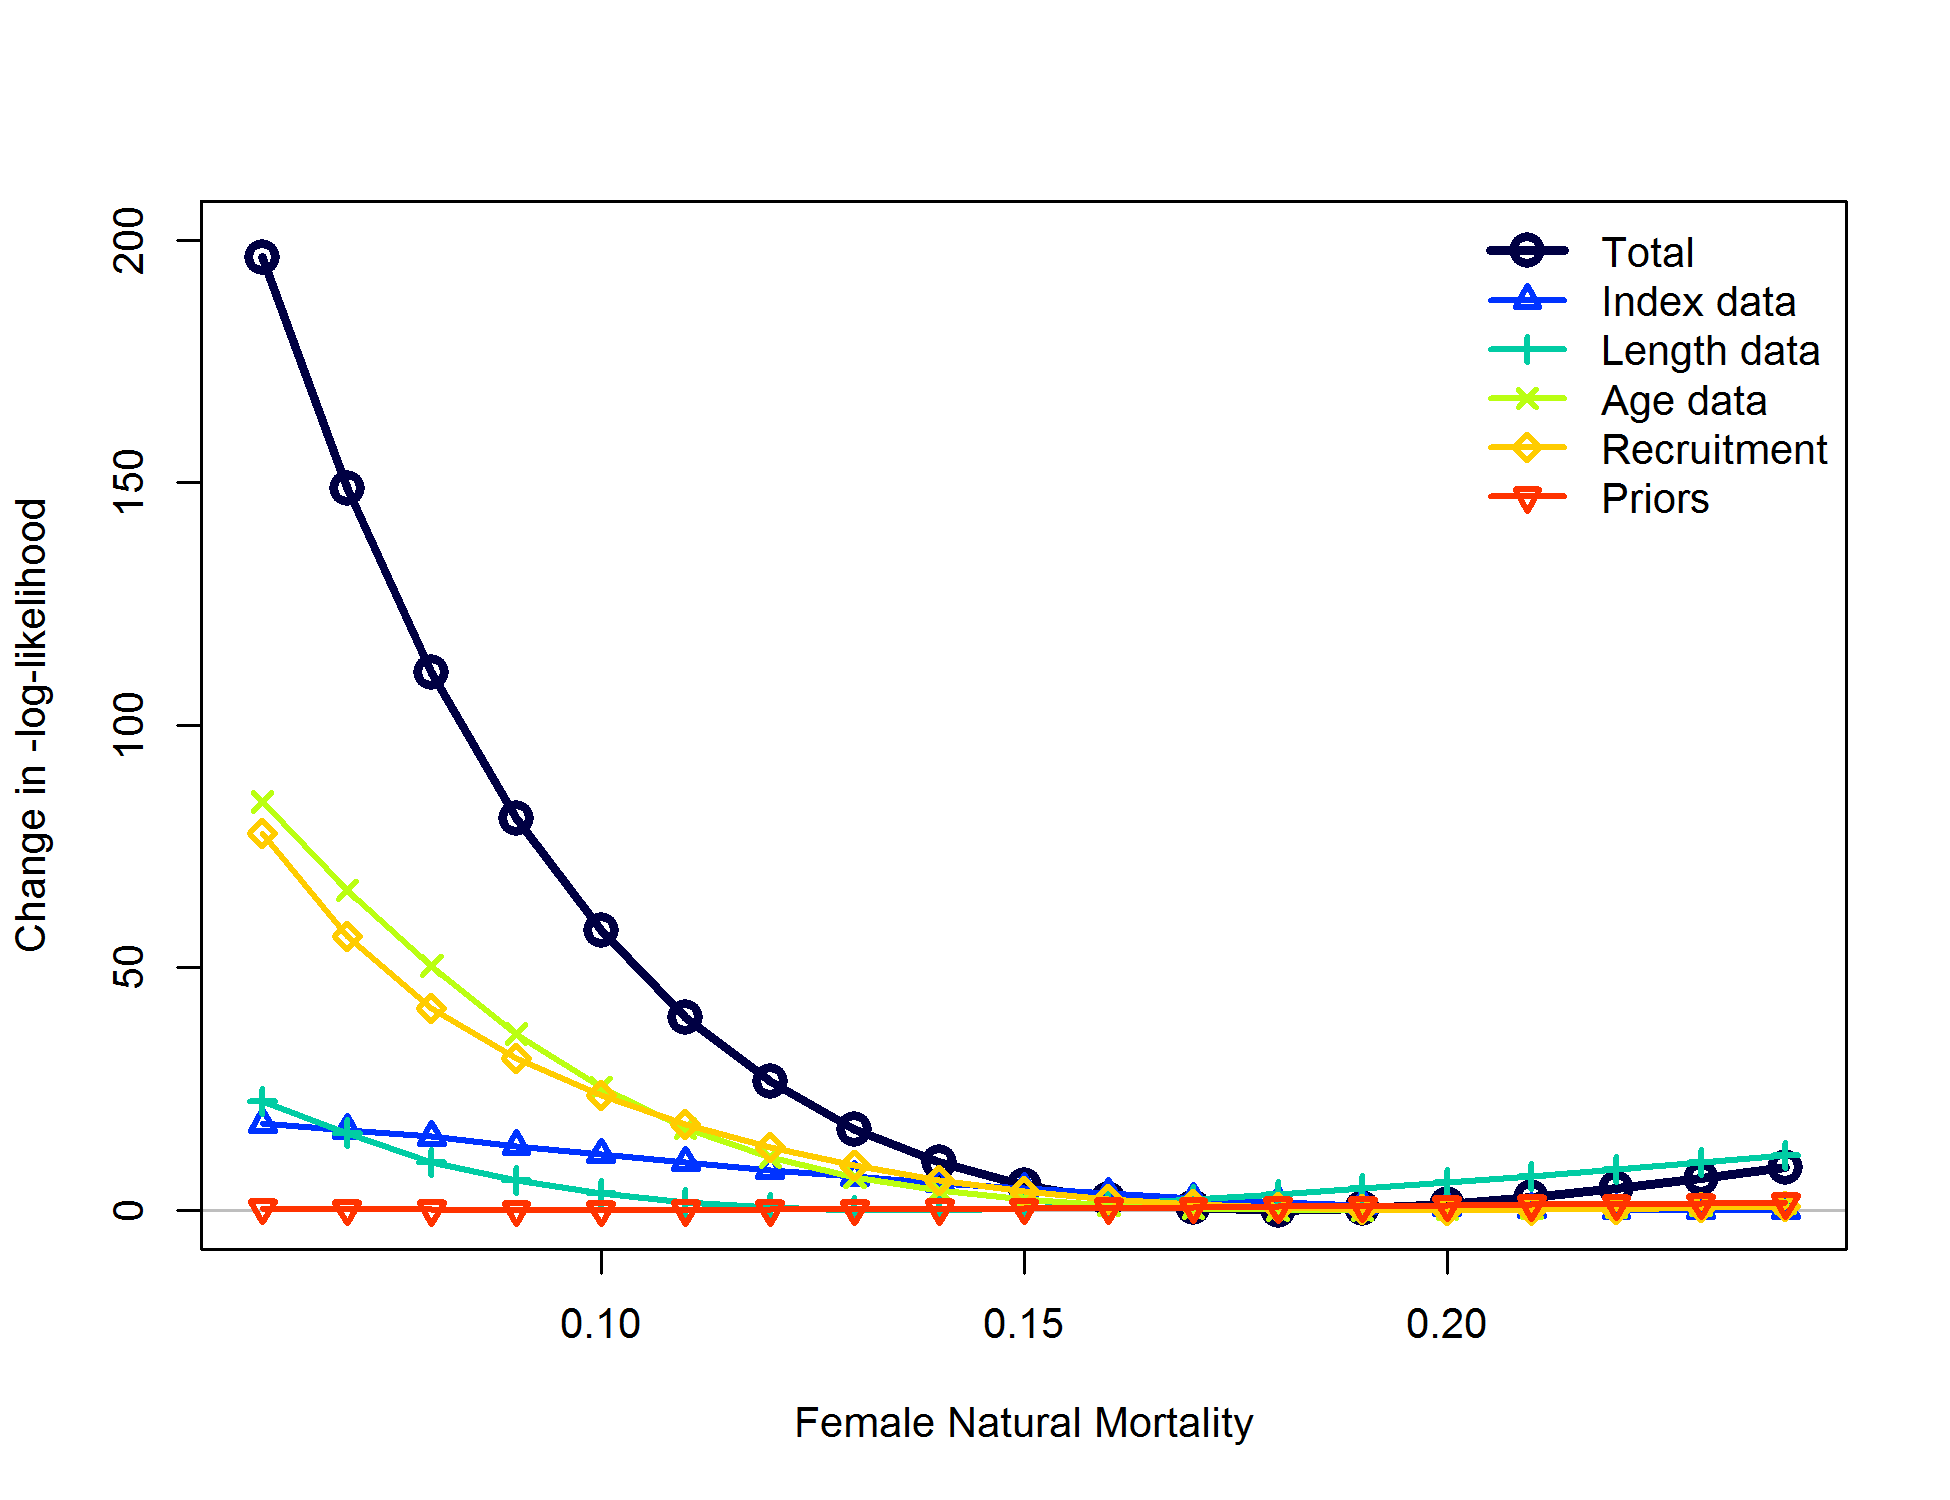 Total
Index data
Length data
Age data
Recruitment
Priors
Change in -log-likelihood
200
150
100
50
0
0.10
0.15
0.20
Female Natural Mortality